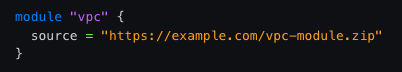 module "vpc" {
  source = "https://example.com/vpc-module.zip"
}